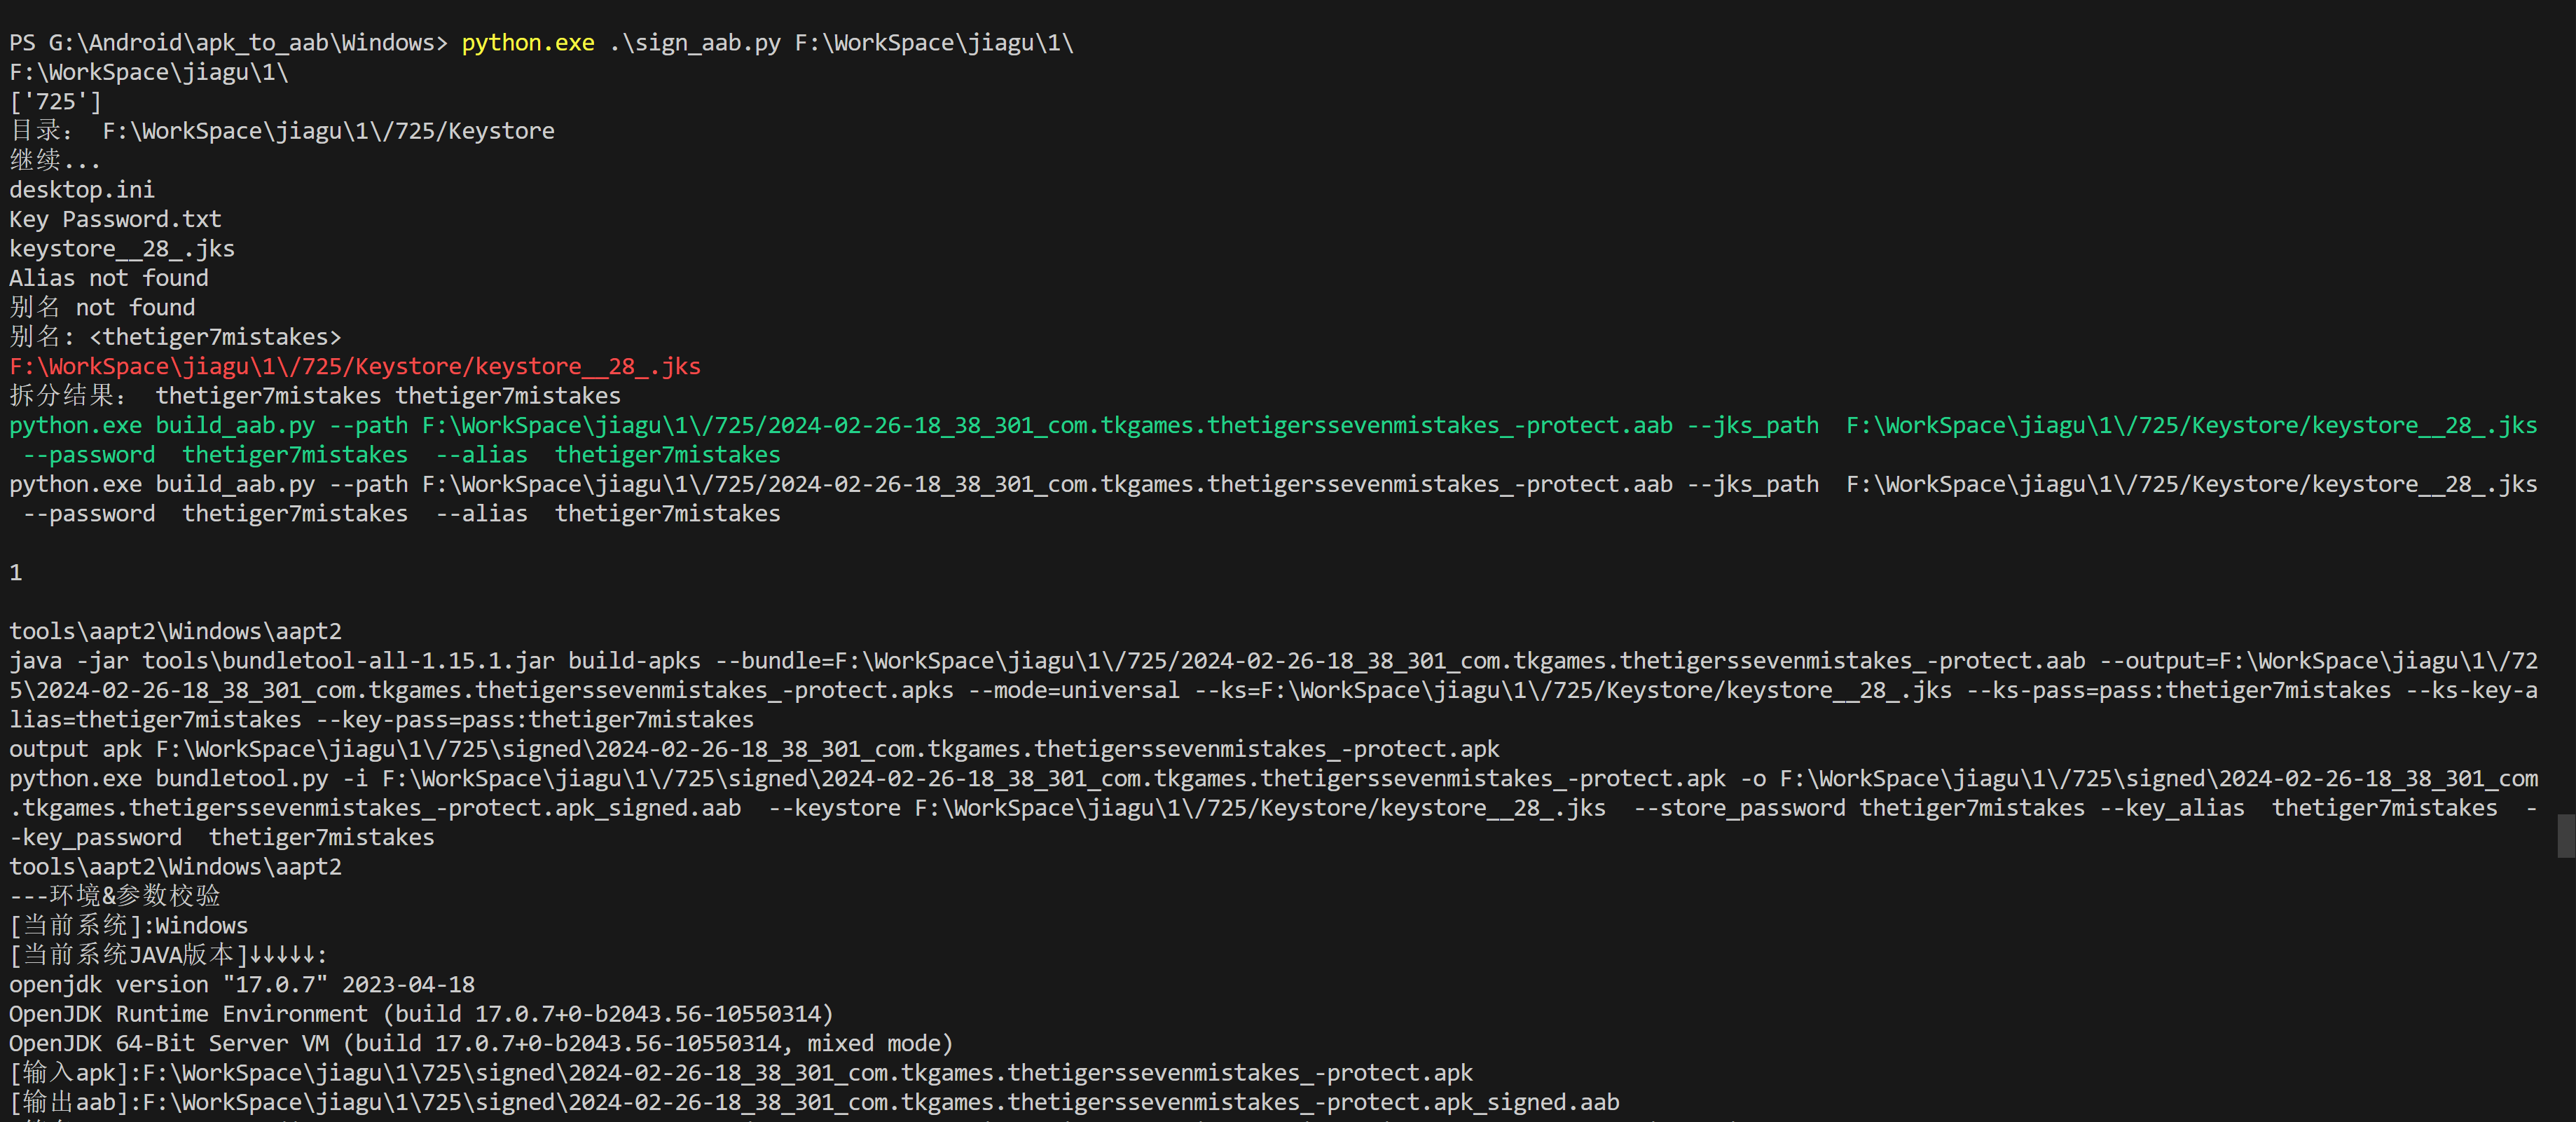 PS G:\Android\apk_to_aab\Windows> python.exe .\sign_aab.py F:\WorkSpace\jiagu\1\
F:\WorkSpace\jiagu\1\
['725']
目录： F:\WorkSpace\jiagu\1\/725/Keystore
继续...
desktop.ini
Key Password.txt
keystore__28_.jks
Alias not found
别名 not found
别名: <thetiger7mistakes>
F:\WorkSpace\jiagu\1\/725/Keystore/keystore__28_.jks
拆分结果： thetiger7mistakes thetiger7mistakes
python.exe build_aab.py --path F:\WorkSpace\jiagu\1\/725/2024-02-26-18_38_301_com.tkgames.thetigerssevenmistakes_-protect.aab --jks_path  F:\WorkSpace\jiagu\1\/725/Keystore/keystore__28_.jks
 --password  thetiger7mistakes  --alias  thetiger7mistakes
python.exe build_aab.py --path F:\WorkSpace\jiagu\1\/725/2024-02-26-18_38_301_com.tkgames.thetigerssevenmistakes_-protect.aab --jks_path  F:\WorkSpace\jiagu\1\/725/Keystore/keystore__28_.jks
 --password  thetiger7mistakes  --alias  thetiger7mistakes
1
tools\aapt2\Windows\aapt2
java -jar tools\bundletool-all-1.15.1.jar build-apks --bundle=F:\WorkSpace\jiagu\1\/725/2024-02-26-18_38_301_com.tkgames.thetigerssevenmistakes_-protect.aab --output=F:\WorkSpace\jiagu\1\/72
5\2024-02-26-18_38_301_com.tkgames.thetigerssevenmistakes_-protect.apks --mode=universal --ks=F:\WorkSpace\jiagu\1\/725/Keystore/keystore__28_.jks --ks-pass=pass:thetiger7mistakes --ks-key-a
lias=thetiger7mistakes --key-pass=pass:thetiger7mistakes
output apk F:\WorkSpace\jiagu\1\/725\signed\2024-02-26-18_38_301_com.tkgames.thetigerssevenmistakes_-protect.apk
python.exe bundletool.py -i F:\WorkSpace\jiagu\1\/725\signed\2024-02-26-18_38_301_com.tkgames.thetigerssevenmistakes_-protect.apk -o F:\WorkSpace\jiagu\1\/725\signed\2024-02-26-18_38_301_com
.tkgames.thetigerssevenmistakes_-protect.apk_signed.aab  --keystore F:\WorkSpace\jiagu\1\/725/Keystore/keystore__28_.jks  --store_password thetiger7mistakes --key_alias  thetiger7mistakes  -
-key_password  thetiger7mistakes
tools\aapt2\Windows\aapt2
---环境&参数校验
[当前系统]:Windows
[当前系统JAVA版本]↓↓↓↓↓:
openjdk version "17.0.7" 2023-04-18
OpenJDK Runtime Environment (build 17.0.7+0-b2043.56-10550314)
OpenJDK 64-Bit Server VM (build 17.0.7+0-b2043.56-10550314, mixed mode)
[输入apk]:F:\WorkSpace\jiagu\1\725\signed\2024-02-26-18_38_301_com.tkgames.thetigerssevenmistakes_-protect.apk
[输出aab]:F:\WorkSpace\jiagu\1\725\signed\2024-02-26-18_38_301_com.tkgames.thetigerssevenmistakes_-protect.apk_signed.aab